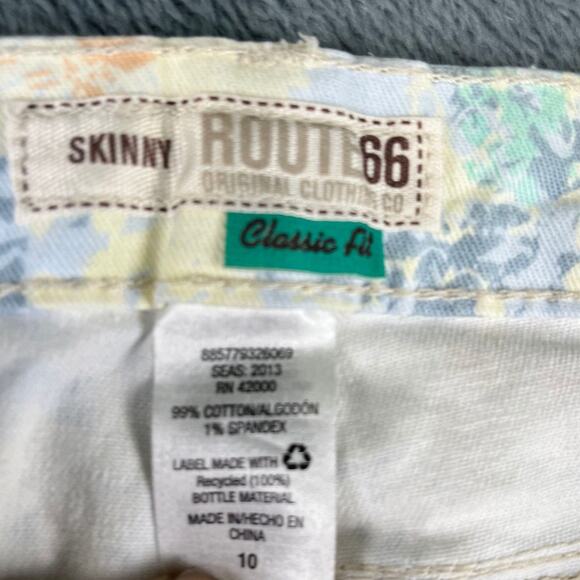 SKINNY ROUTE 66
ORIGINAL CLOTHING CO
Classic Fit
885779326069
SEAS: 2013
RN 42000
99% COTTON/ALGODÓN
1% SPANDEX
LABEL MADE WITH
Recycled (100%)
BOTTLE MATERIAL
MADE IN/HECHO EN
CHINA
10